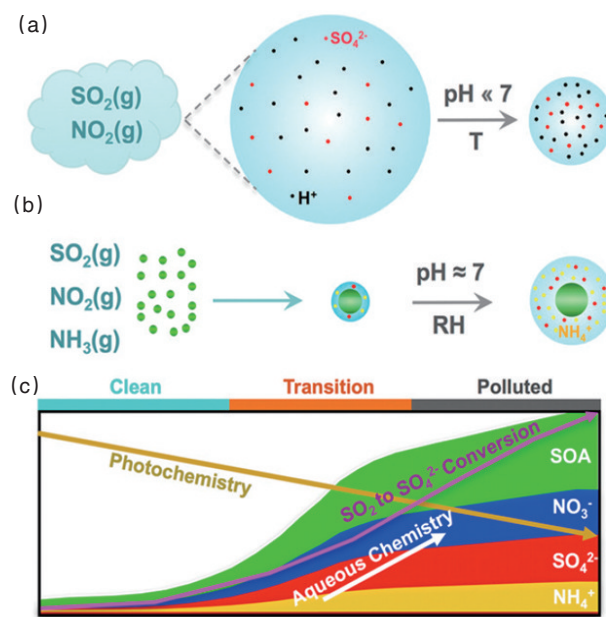 (a)
SO₂(g)
NO₂(g)
SO₄²⁻
H⁺
pH « 7
T
(b)
SO₂(g)
NO₂(g)
NH₃(g)
pH ≈ 7
RH
NH₄
(c)
Clean Transition Polluted
Photochemistry
SO₂ to SO₄²⁻ Conversion
Aqueous Chemistry
SOA
NO₃⁻
SO₄²⁻
NH₄⁺